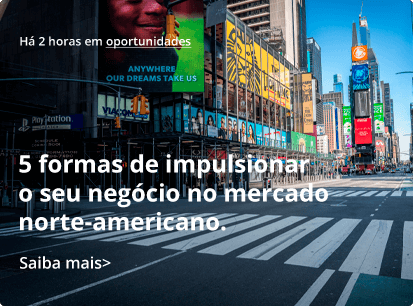 Há 2 horas em oportunidades
ANYWHERE
OUR DREAMS TAKE US
PlayStation
5 formas de impulsionar
o seu negócio no mercado
norte-americano.
Saiba mais>